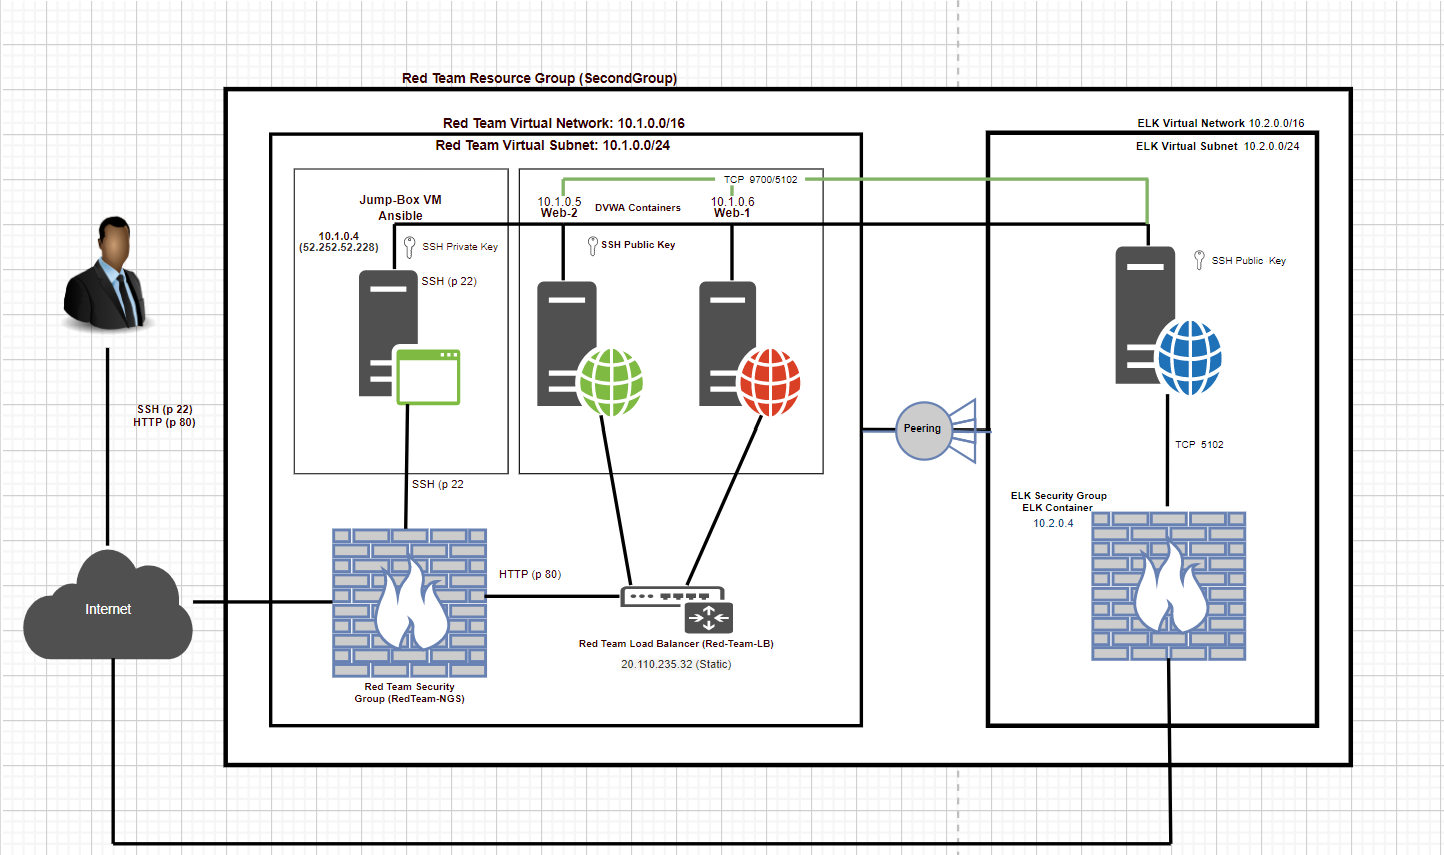 Red Team Resource Group (SecondGroup)
Red Team Virtual Network: 10.1.0.0/16
Red Team Virtual Subnet: 10.1.0.0/24
ELK Virtual Network 10.2.0.0/16
ELK Virtual Subnet 10.2.0.0/24
TCP 9700/5102
Jump-Box VM
Ansible
10.1.0.4
(52.252.52.228)
SSH Private Key
SSH (p 22)
10.1.0.5
Web-2
DVWA Containers
10.1.0.6
Web-1
SSH Public Key
SSH Public Key
SSH (p 22)
HTTP (p 80)
Peering
TCP 5102
SSH (p 22
ELK Security Group
ELK Container
10.2.0.4
HTTP (p 80)
Internet
Red Team Load Balancer (Red-Team-LB)
20.110.235.32 (Static)
Red Team Security
Group (RedTeam-NGS)